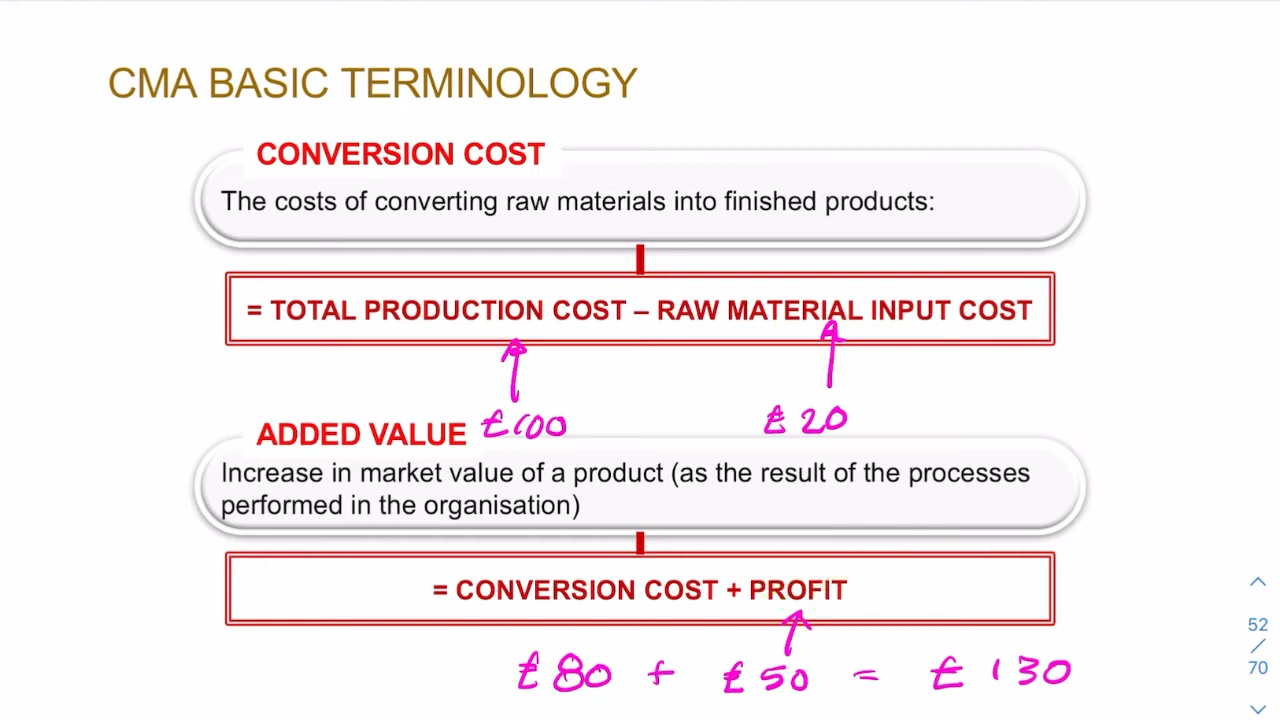 CMA BASIC TERMINOLOGY
CONVERSION COST
The costs of converting raw materials into finished products:
= TOTAL PRODUCTION COST – RAW MATERIAL INPUT COST
£100 £20
ADDED VALUE
Increase in market value of a product (as the result of the processes
performed in the organisation)
= CONVERSION COST + PROFIT
£80 + £50 = £130
52
/
70